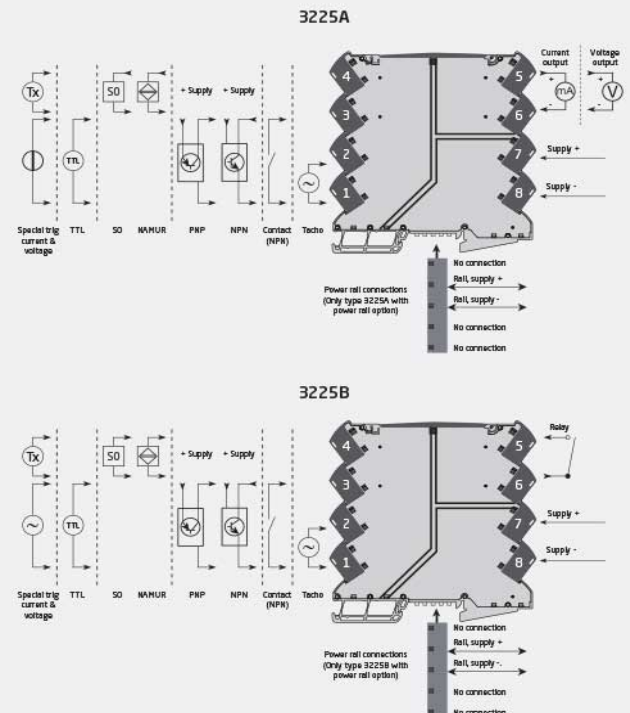 3225A
Current output
Voltage output
4
3
2
1
5
6
7
8
Tx
TTL
S0
+ Supply
+ Supply
+
mA
-
+
V
-
Supply +
Supply -
Special trig current & voltage
TTL
SO
NAMUR
PNP
NPN
Contact (NPN)
Tacho
Power rail connections
(Only type 3225A with
power rail option)
No connection
Rail, supply +
Rail, supply -
No connection
No connection
3225B
Relay
4
3
2
1
5
6
7
8
Tx
TTL
S0
+ Supply
+ Supply
Supply +
Supply -
Special trig current & voltage
TTL
SO
NAMUR
PNP
NPN
Contact (NPN)
Tacho
Power rail connections
(Only type 3225B with
power rail option)
No connection
Rail, supply +
Rail, supply -.
No connection
No connection